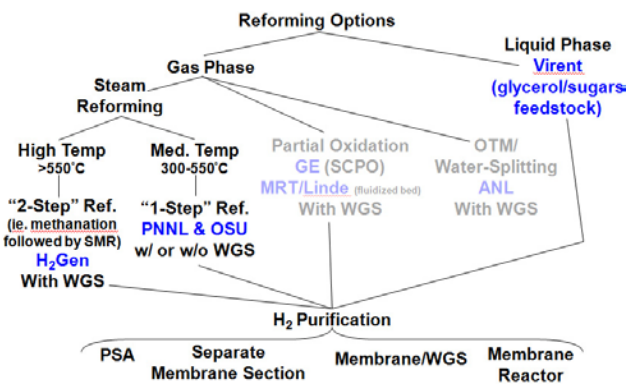 Reforming Options
Liquid Phase
Virent
(glycerol/sugars
feedstock)
Gas Phase
Steam
Reforming
High Temp
>550˚C
Med. Temp
300-550˚C
Partial Oxidation
GE (SCPO)
MRT/Linde (fluidized bed)
With WGS
OTM/
Water-Splitting
ANL
With WGS
“2-Step” Ref.
(ie. methanation
followed by SMR)
H₂Gen
With WGS
“1-Step” Ref.
PNNL & OSU
w/ or w/o WGS
H₂ Purification
PSA
Separate
Membrane Section
Membrane/WGS
Membrane
Reactor